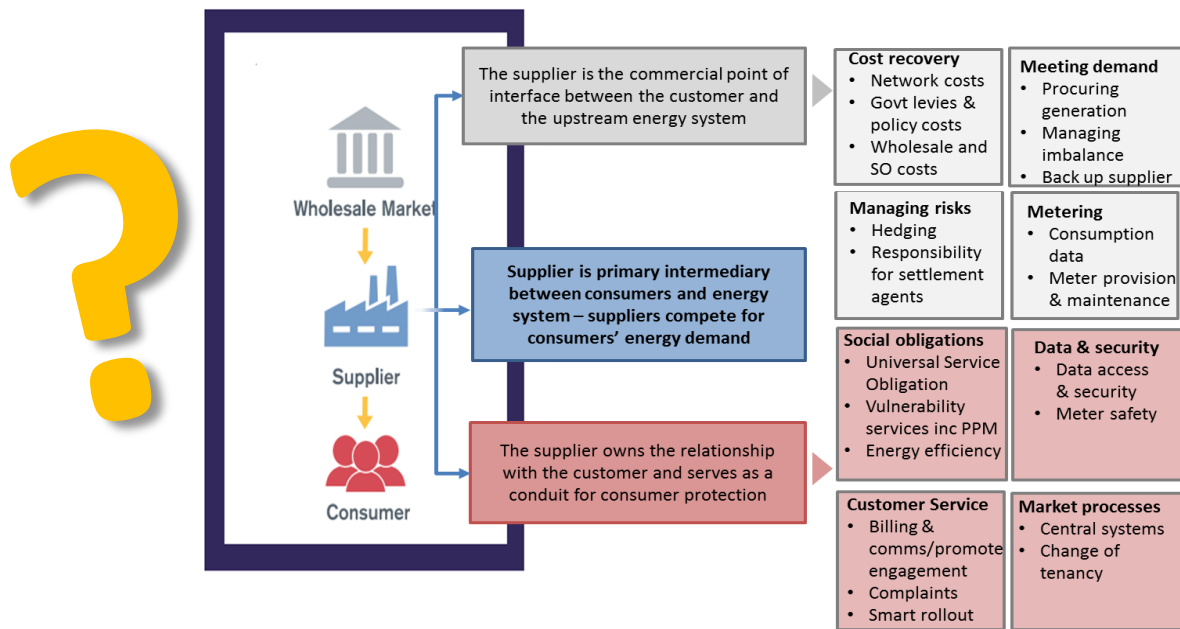 ?
Wholesale Market
Supplier
Consumer
The supplier is the commercial point of
interface between the customer and
the upstream energy system
Supplier is primary intermediary
between consumers and energy
system – suppliers compete for
consumers’ energy demand
The supplier owns the relationship
with the customer and serves as a
conduit for consumer protection
Cost recovery
• Network costs
• Govt levies &
policy costs
• Wholesale and
SO costs
Meeting demand
• Procuring
generation
• Managing
imbalance
• Back up supplier
Managing risks
• Hedging
• Responsibility
for settlement
agents
Metering
• Consumption
data
• Meter provision
& maintenance
Social obligations
• Universal Service
Obligation
• Vulnerability
services inc PPM
• Energy efficiency
Data & security
• Data access
& security
• Meter safety
Customer Service
• Billing &
comms/promote
engagement
• Complaints
• Smart rollout
Market processes
• Central systems
• Change of
tenancy